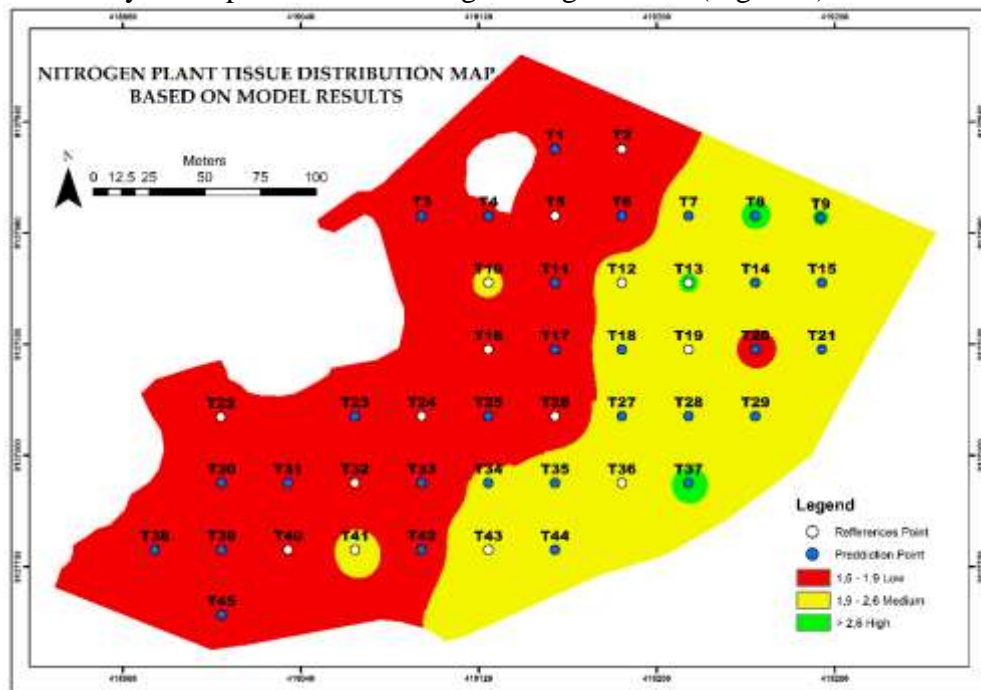 NITROGEN PLANT TISSUE DISTRIBUTION MAP
BASED ON MODEL RESULTS
N
Meters
0 12.5 25 50 75 100
T1 T2
T3 T4 T5 T6 T7 T8 T9
T10 T11 T12 T13 T14 T15
T16 T17 T18 T19 T20 T21
T22 T23 T24 T25 T26 T27 T28 T29
T30 T31 T32 T33 T34 T35 T36 T37
T38 T39 T40 T41 T42 T43 T44
T45
Legend
Refferences Point
Preddiction Point
1,6 - 1,9 Low
1,9 - 2,6 Medium
> 2,6 High